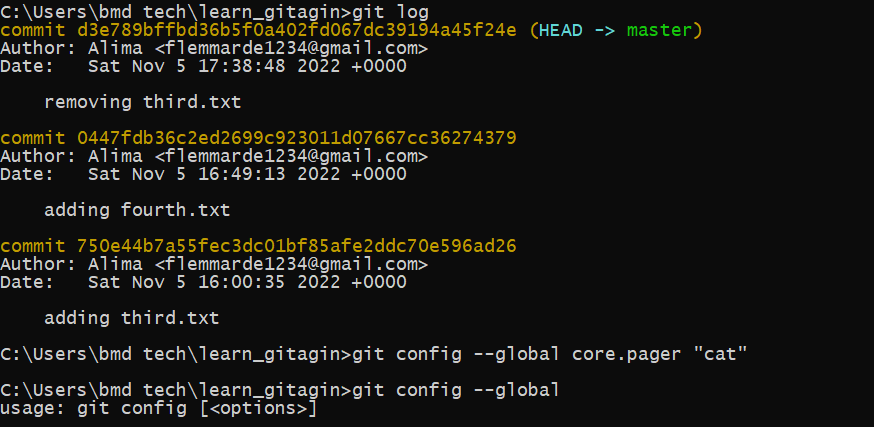 C:\Users\bmd tech\learn_gitagin>git log
commit d3e789bffbd36b5f0a402fd067dc39194a45f24e (HEAD -> master)
Author: Alima <flemmarde1234@gmail.com>
Date:   Sat Nov 5 17:38:48 2022 +0000
    removing third.txt
commit 0447fdb36c2ed2699c923011d07667cc36274379
Author: Alima <flemmarde1234@gmail.com>
Date:   Sat Nov 5 16:49:13 2022 +0000
    adding fourth.txt
commit 750e44b7a55fec3dc01bf85afe2ddc70e596ad26
Author: Alima <flemmarde1234@gmail.com>
Date:   Sat Nov 5 16:00:35 2022 +0000
    adding third.txt
C:\Users\bmd tech\learn_gitagin>git config --global core.pager "cat"
C:\Users\bmd tech\learn_gitagin>git config --global
usage: git config [<options>]